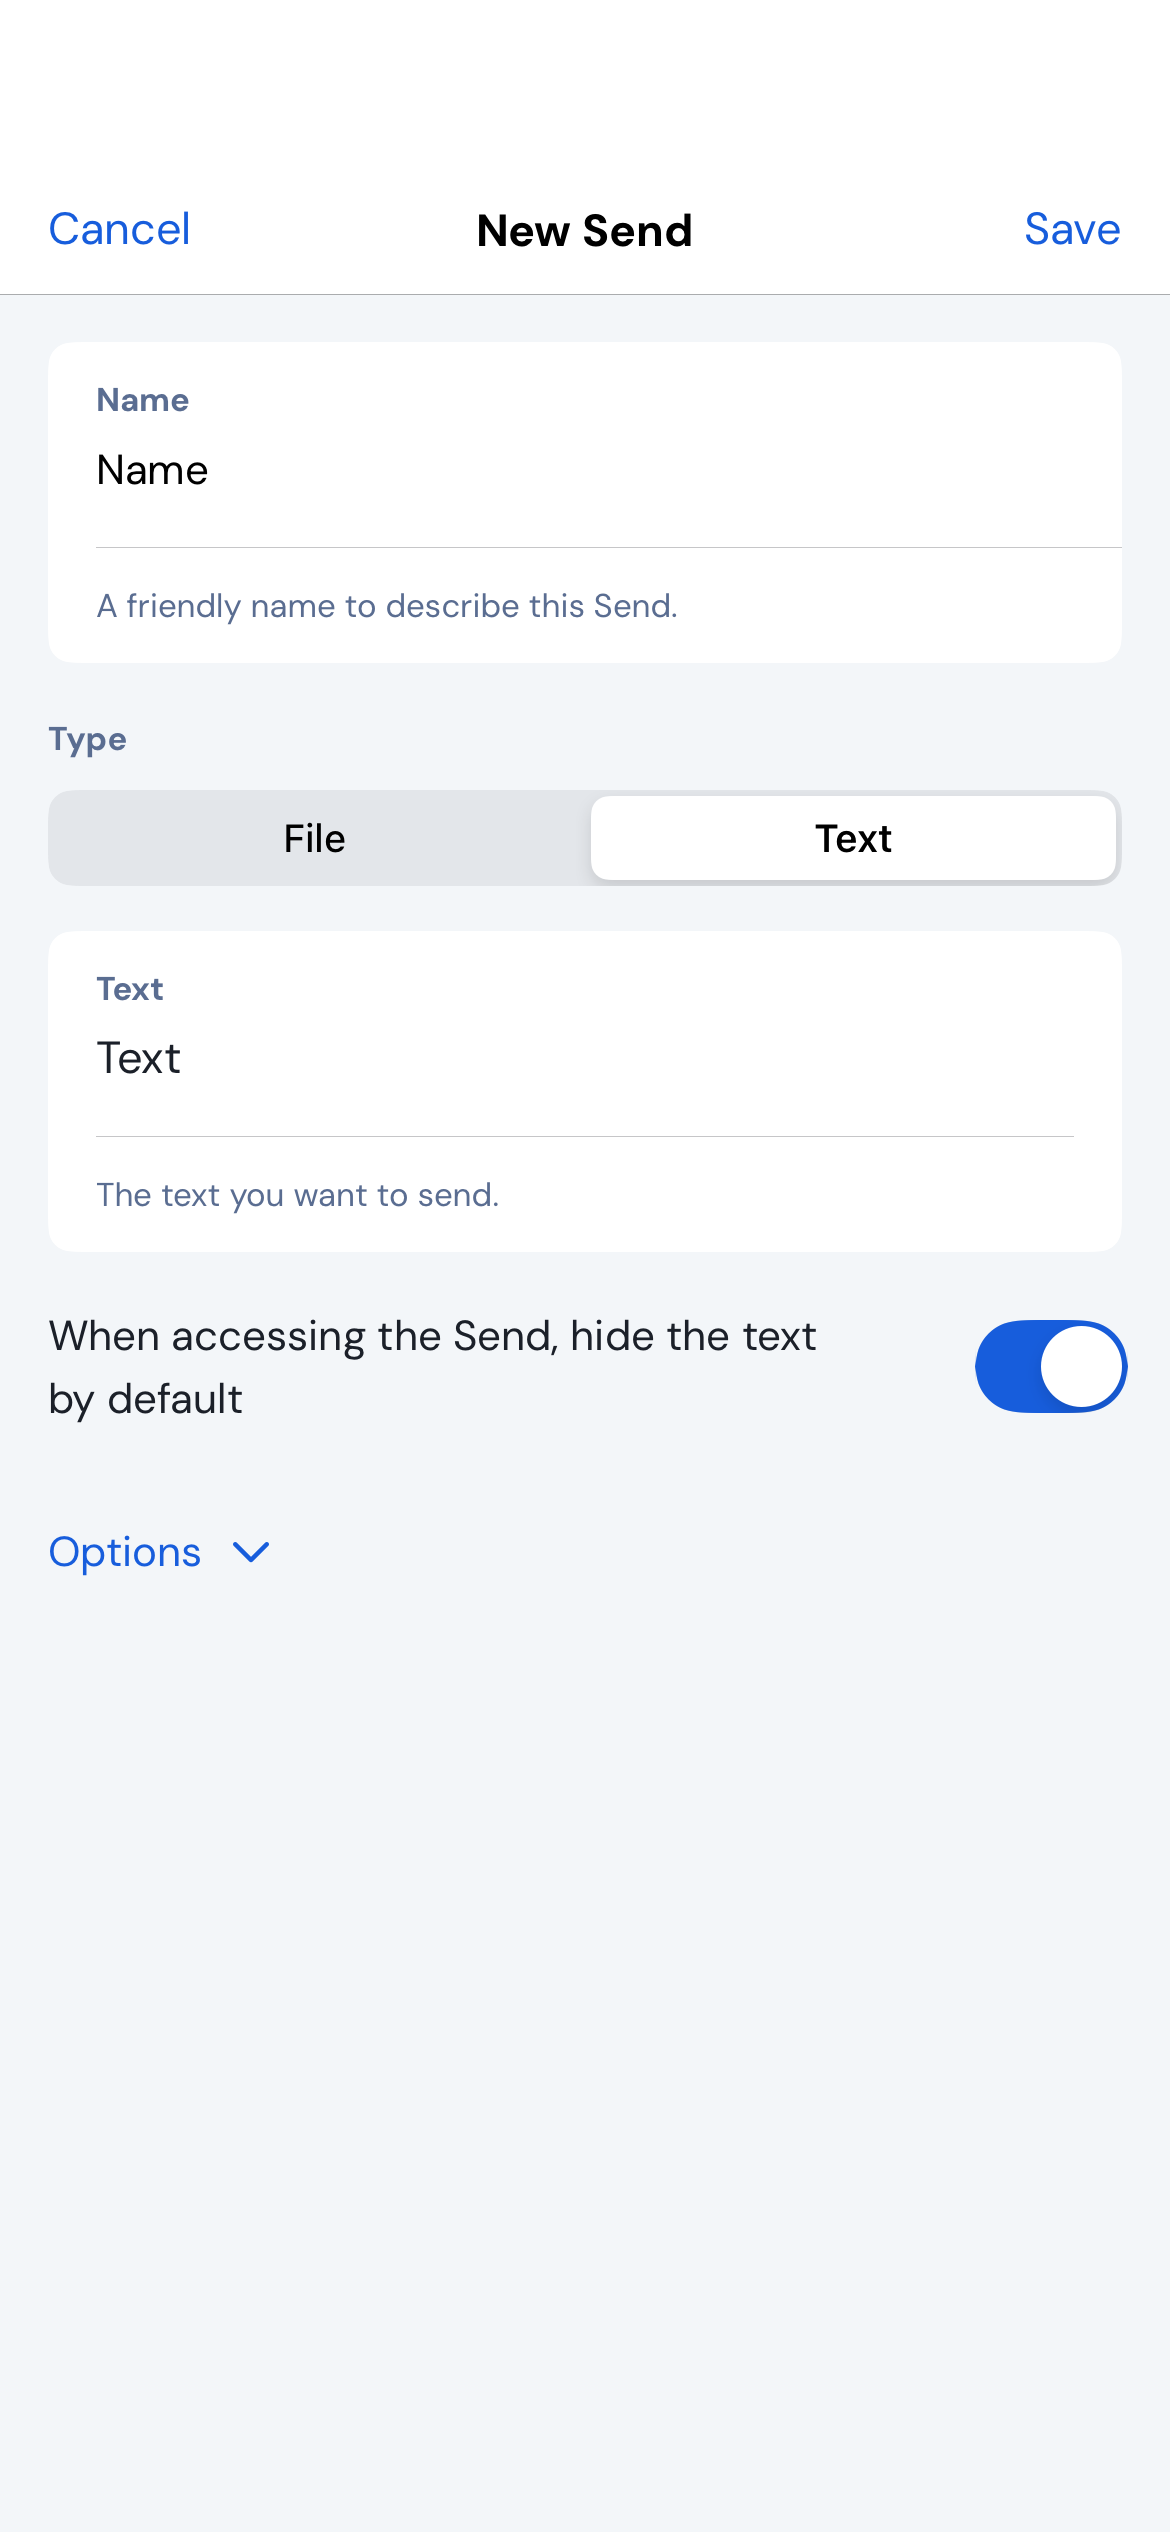 Cancel New Send Save
Name
Name
A friendly name to describe this Send.
Type
File Text
Text
Text
The text you want to send.
When accessing the Send, hide the text
by default
Options